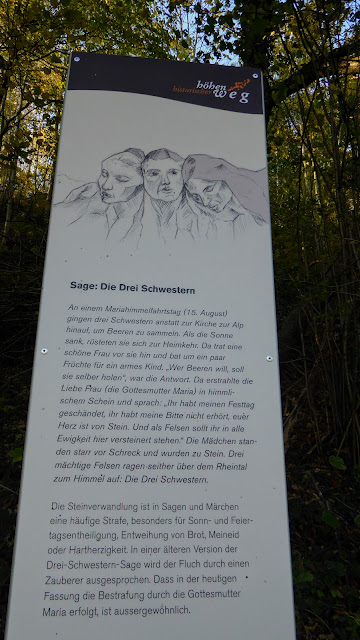 höhen
historischer
weg
Sage: Die Drei Schwestern
An einem Mariahimmelfahrtstag (15. August)
gingen drei Schwestern anstatt zur Kirche zur Alp
hinauf, um Beeren zu sammeln. Als die Sonne
sank, rüsteten sie sich zur Heimkehr. Da trat eine
schöne Frau vor sie hin und bat um ein paar
Früchte für ein armes Kind. „Wer Beeren will, soll
sie selber holen", war die Antwort. Da erstrahlte die
Liebe Frau (die Gottesmutter Maria) in himmli-
schem Schein und sprach: „Ihr habt meinen Festtag
geschändet, ihr habt meine Bitte nicht erhört, euer
Herz ist von Stein. Und als Felsen sollt ihr in alle
Ewigkeit hier versteinert stehen." Die Mädchen stan-
den starr vor Schreck und wurden zu Stein. Drei
mächtige Felsen ragen seither über dem Rheintal
zum Himmel auf: Die Drei Schwestern.
Die Steinverwandlung ist in Sagen und Märchen
eine häufige Strafe, besonders für Sonn- und Feier-
tagsentheiligung, Entweihung von Brot, Meineid
oder Hartherzigkeit. In einer älteren Version der
Drei-Schwestern-Sage wird der Fluch durch einen
Zauberer ausgesprochen. Dass in der heutigen
Fassung die Bestrafung durch die Gottesmutter
Maria erfolgt, ist aussergewöhnlich.